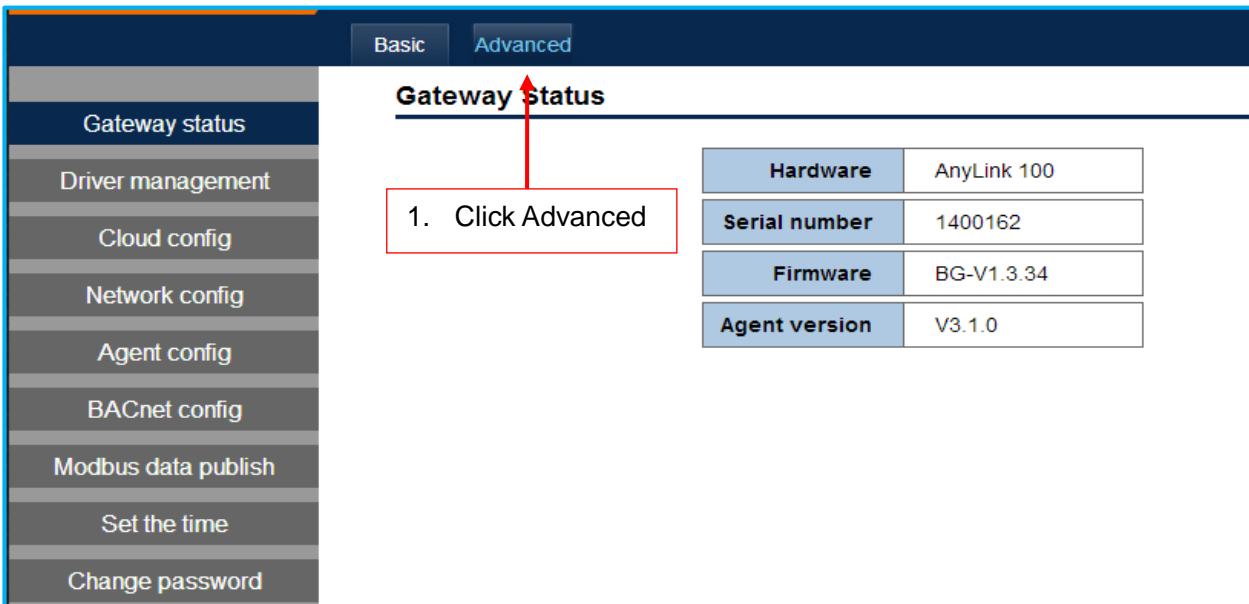 Basic Advanced
Gateway Status
Gateway status
Driver management
Cloud config
Network config
Agent config
BACnet config
Modbus data publish
Set the time
Change password
1. Click Advanced
Hardware AnyLink 100
Serial number 1400162
Firmware BG-V1.3.34
Agent version V3.1.0